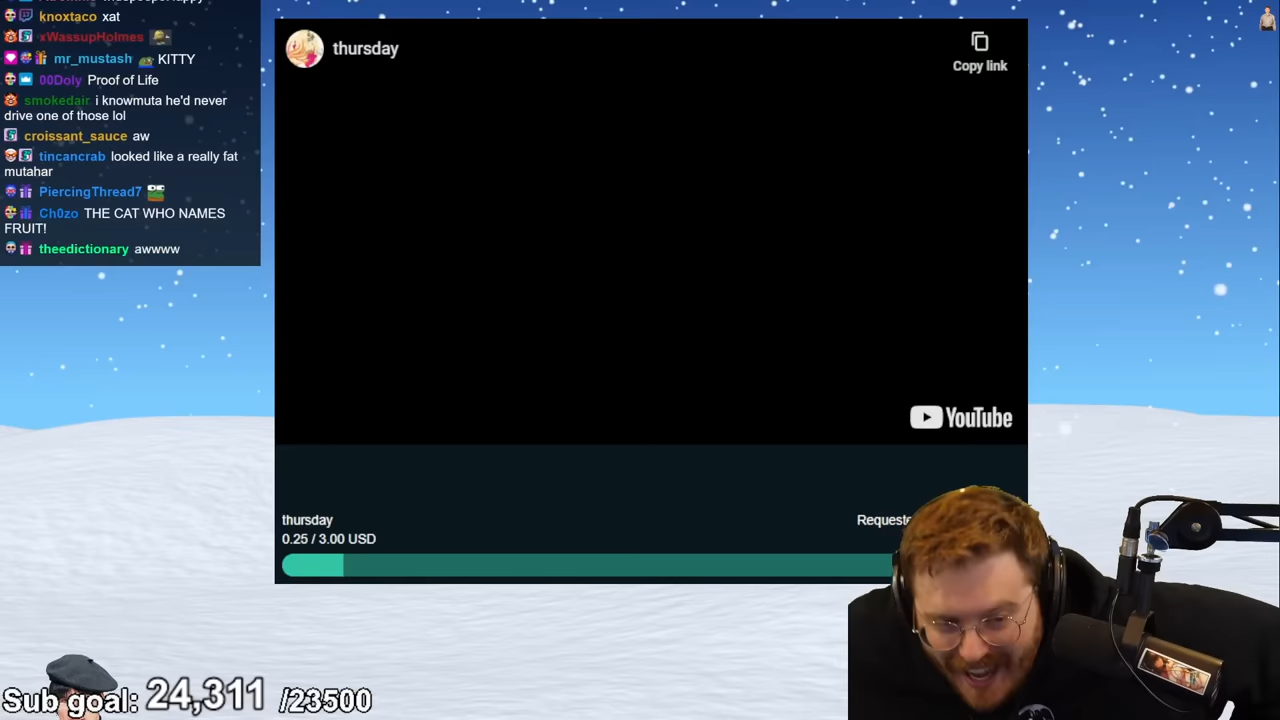 knoxtaco xat
xWassupHolmes
mr_mustash KITTY
00Doly Proof of Life
smokedair i knowmuta he'd never
drive one of those lol
croissant_sauce aw
tincancrab looked like a really fat
mutahar
PiercingThread7
Ch0zo THE CAT WHO NAMES
FRUIT!
theedictionary awwww
thursday
Copy link
YouTube
thursday
0.25 / 3.00 USD
Sub goal: 24,311 /23500